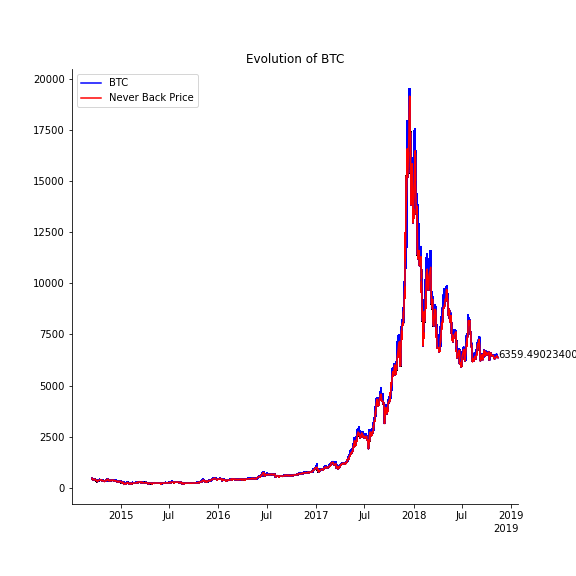 Evolution of BTC
BTC
Never Back Price
20000
17500
15000
12500
10000
7500
5000
2500
0
6359.49023400
2015
Jul
2016
Jul
2017
Jul
2018
Jul
2019
2019